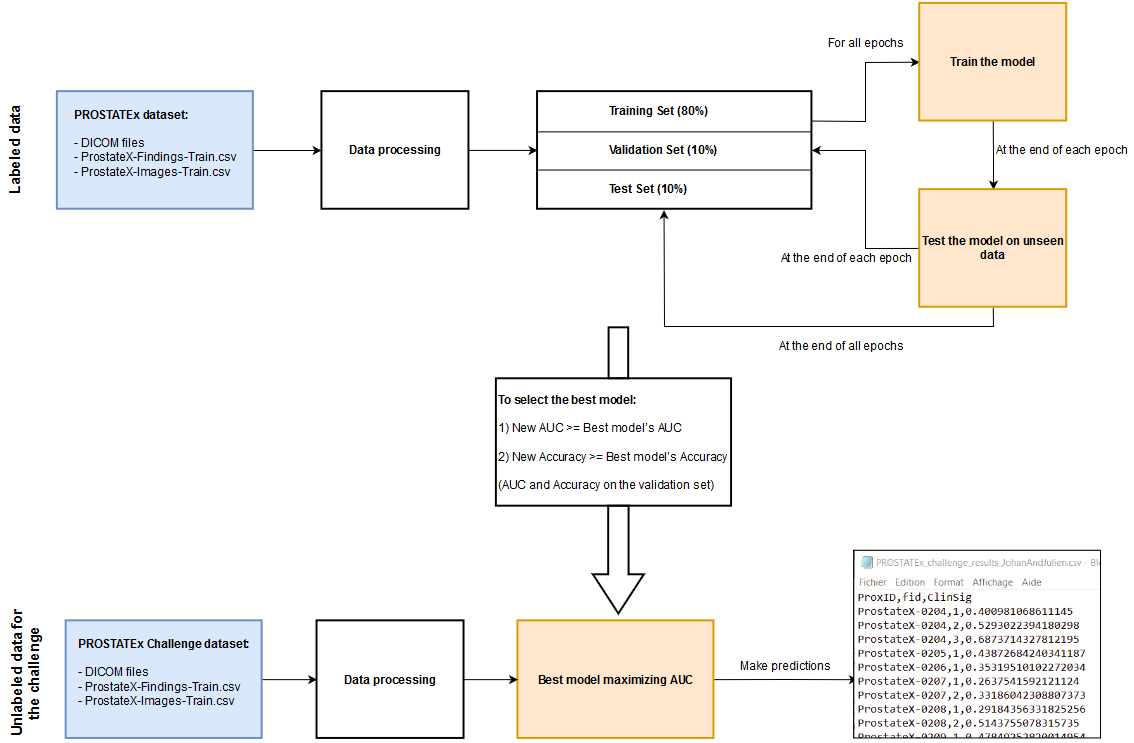 Labeled data
PROSTATEx dataset:
- DICOM files
- ProstateX-Findings-Train.csv
- ProstateX-Images-Train.csv
Data processing
Training Set (80%)
Validation Set (10%)
Test Set (10%)
For all epochs
Train the model
At the end of each epoch
Test the model on unseen
data
At the end of each epoch
At the end of all epochs
To select the best model:
1) New AUC >= Best model's AUC
2) New Accuracy >= Best model's Accuracy
(AUC and Accuracy on the validation set)
Unlabeled data for
the challenge
PROSTATEx Challenge dataset:
- DICOM files
- ProstateX-Findings-Train.csv
- ProstateX-Images-Train.csv
Data processing
Best model maximizing AUC
Make predictions
PROSTATEx_challenge_results_JohanAndJulien.csv - Bl
Fichier Edition Format Affichage Aide
ProxID,fid,ClinSig
ProstateX-0204,1,0.400981068611145
ProstateX-0204,2,0.5293022394180298
ProstateX-0204,3,0.6873714327812195
ProstateX-0205,1,0.43872684240341187
ProstateX-0206,1,0.35319510102272034
ProstateX-0207,1,0.2637541592121124
ProstateX-0207,2,0.33186042308807373
ProstateX-0208,1,0.29184356331825256
ProstateX-0208,2,0.5143755078315735
ProstateX-0209,1,0.47849252820014954